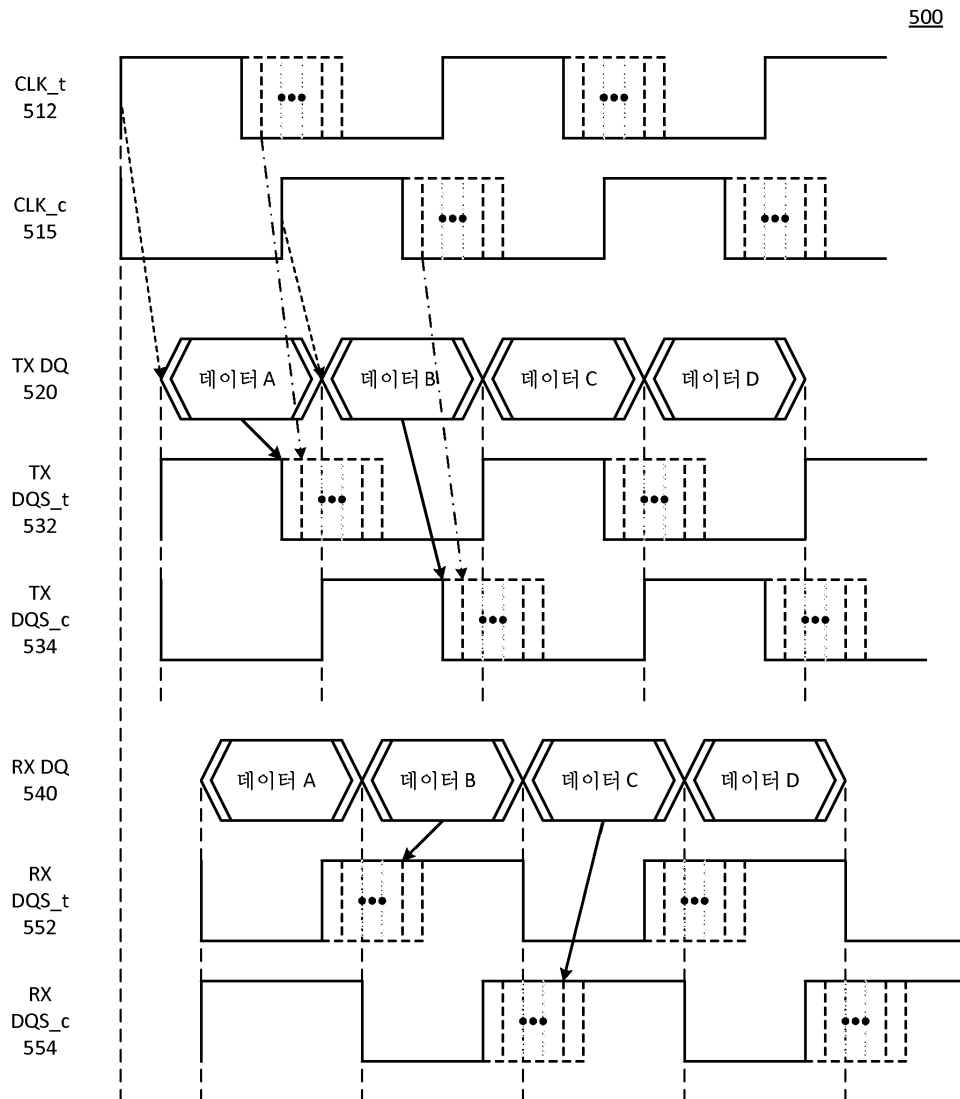 500
CLK_t
512
CLK_c
515
TX DQ
520
데이터 A
데이터 B
데이터 C
데이터 D
TX
DQS_t
532
TX
DQS_c
534
RX DQ
540
데이터 A
데이터 B
데이터 C
데이터 D
RX
DQS_t
552
RX
DQS_c
554